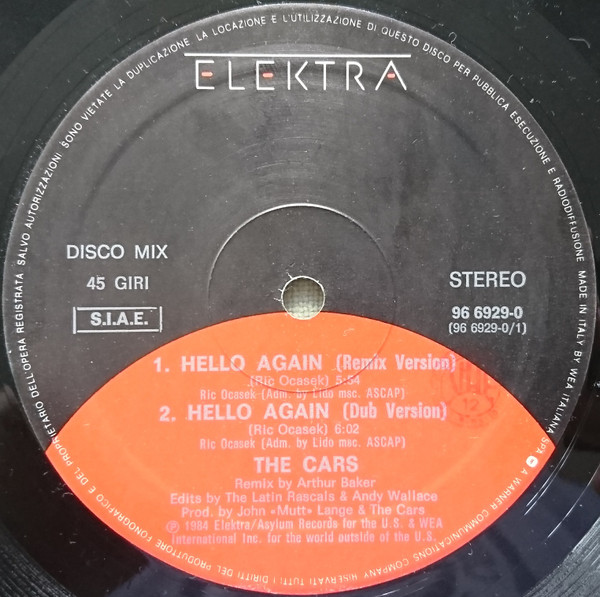 SONO VIETATE LA DUPLICAZIONE, LA LOCAZIONE E L'UTILIZZAZIONE DI QUESTO DISCO PER PUBBLICA ESECUZIONE E RADIODIFFUSIONE MADE IN ITALY BY WEA ITALIANA SPA
ELEKTRA
DISCO MIX
45 GIRI
S.I.A.E.
STEREO
96 6929-0
(96 6929-0/1)
1. HELLO AGAIN (Remix Version)
(Ric Ocasek) 5:54
Ric Ocasek (Adm. by Lido msc. ASCAP)
2. HELLO AGAIN (Dub Version)
(Ric Ocasek) 6:02
Ric Ocasek (Adm. by Lido msc. ASCAP)
THE CARS
Remix by Arthur Baker
Edits by The Latin Rascals & Andy Wallace
Prod. by John «Mutt» Lange & The Cars
℗ 1984 Elektra/Asylum Records for the U.S. & WEA
International Inc. for the world outside of the U.S.
A WARNER COMMUNICATIONS COMPANY RISERVATI TUTTI I DIRITTI DEL PRODUTTORE FONOGRAFICO E DEL PROPRIETARIO DELL'OPERA REGISTRATA SALVO AUTORIZZAZIONI